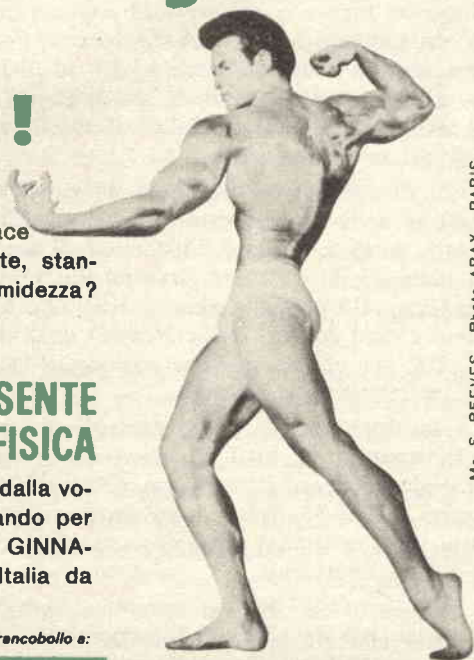 !
ace
te, stan-
midezza?
SENTE
FISICA
dalla vo-
ando per
GINNA-
Italia da
rancobollo a:
Mr. S. REEVES - Photo ARAX - PARIS